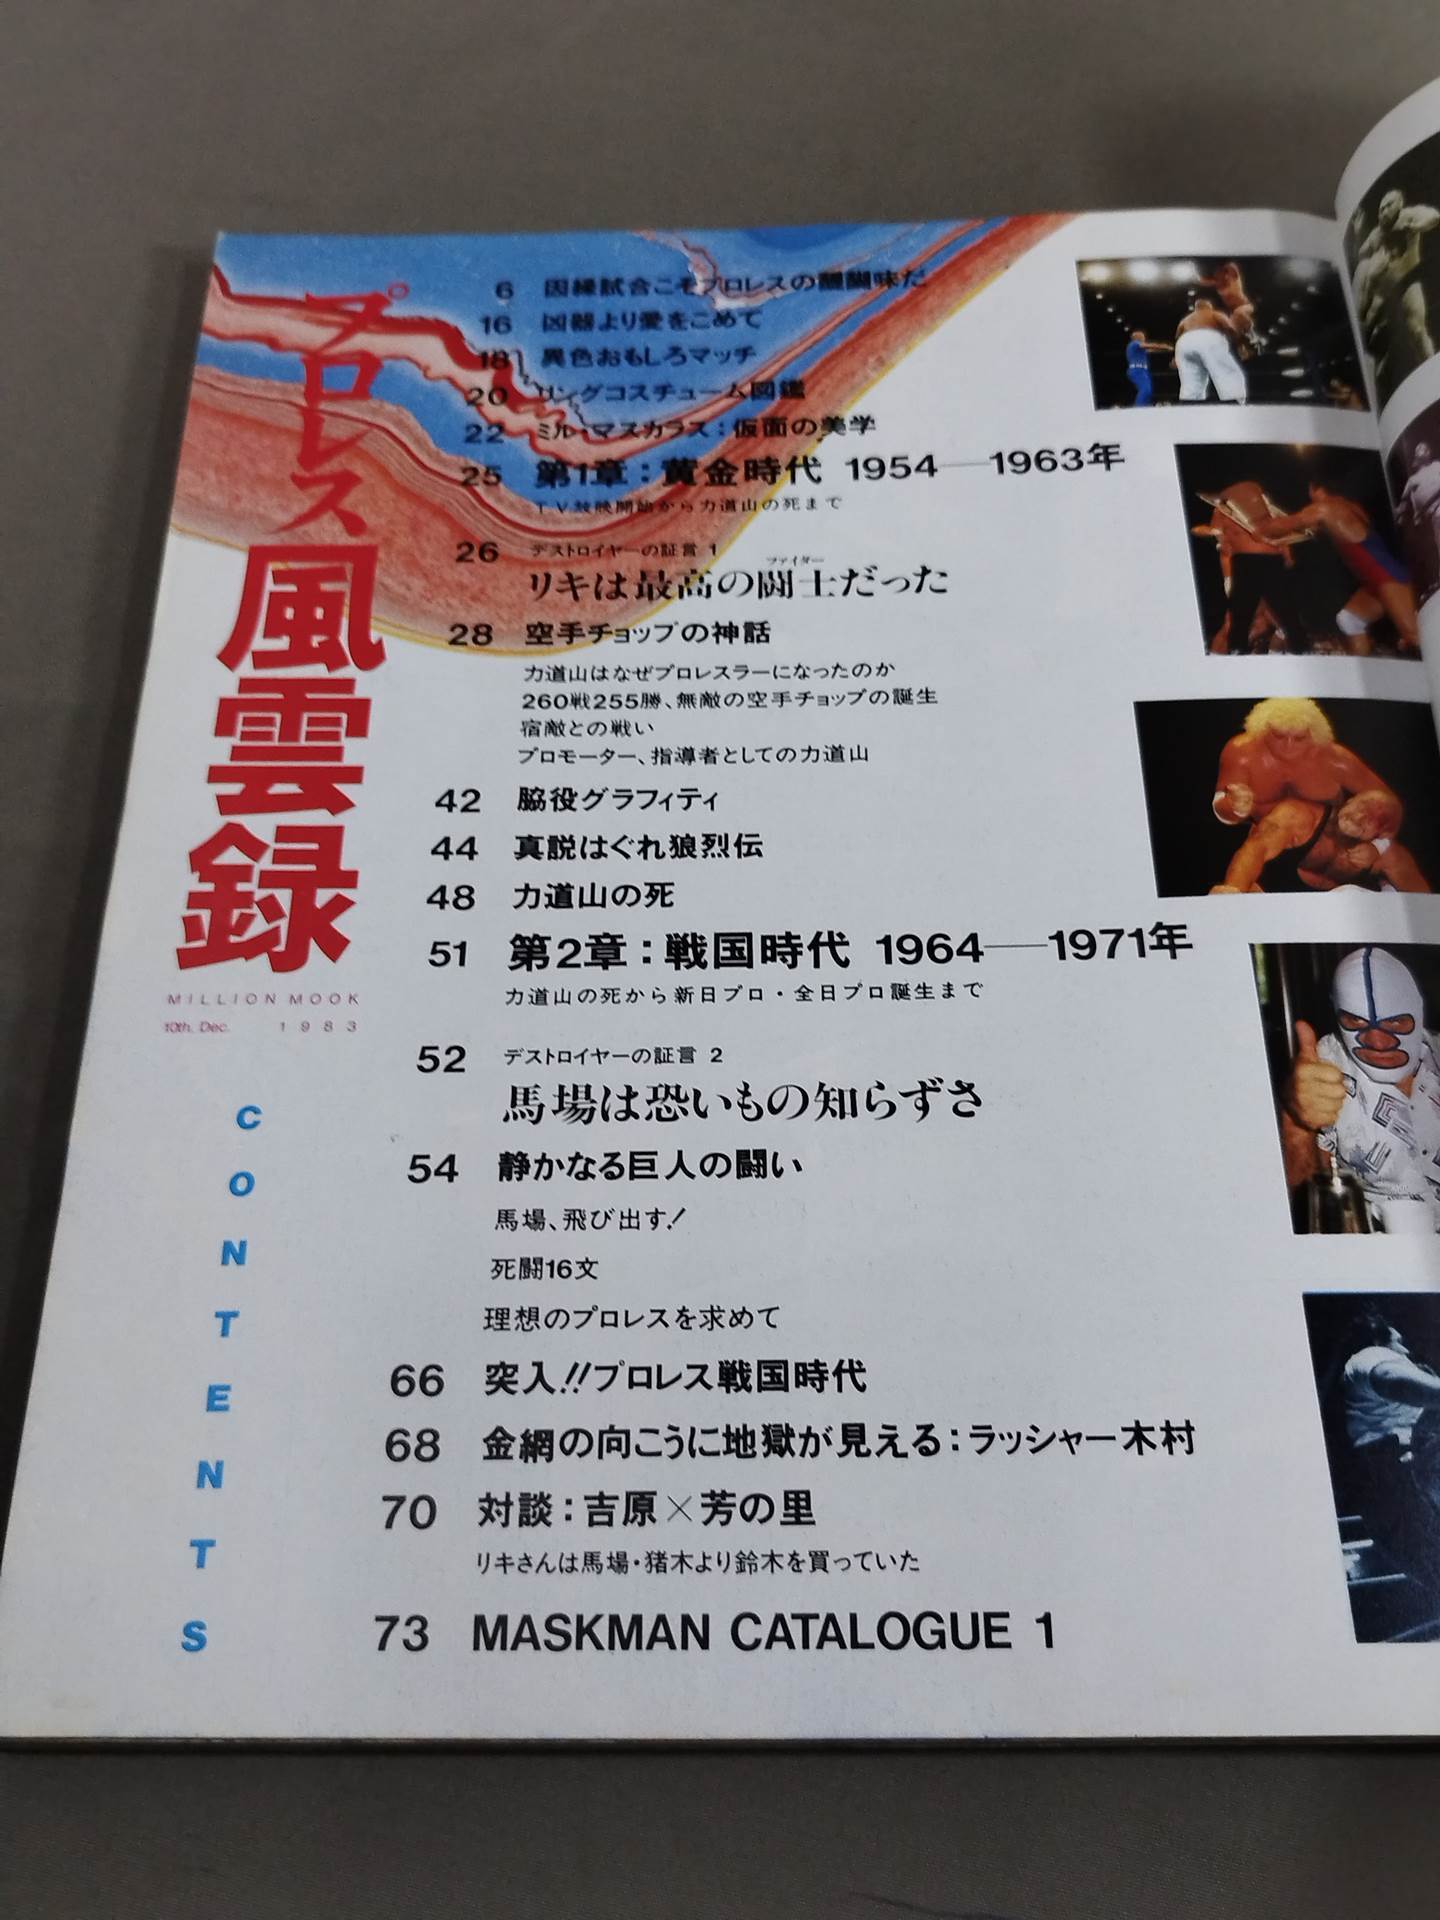 プロレス風雲録
MILLION MOOK
10th. Dec. 1983
CONTENTS
6 因縁試合こそプロレスの醍醐味だ
16 凶器より愛をこめて
18 異色おもしろマッチ
20 リングコスチューム図鑑
22 ミル・マスカラス：仮面の美学
25 第1章：黄金時代 1954―1963年
TV放映開始から力道山の死まで
26 デストロイヤーの証言 1
ファイター
リキは最高の闘士だった
28 空手チョップの神話
力道山はなぜプロレスラーになったのか
260戦255勝、無敵の空手チョップの誕生
宿敵との戦い
プロモーター、指導者としての力道山
42 脇役グラフィティ
44 真説はぐれ狼烈伝
48 力道山の死
51 第2章：戦国時代 1964―1971年
力道山の死から新日プロ・全日プロ誕生まで
52 デストロイヤーの証言 2
馬場は恐いもの知らずさ
54 静かなる巨人の闘い
馬場、飛び出す!
死闘16文
理想のプロレスを求めて
66 突入!!プロレス戦国時代
68 金網の向こうに地獄が見える：ラッシャー木村
70 対談：吉原×芳の里
リキさんは馬場・猪木より鈴木を買っていた
73 MASKMAN CATALOGUE 1